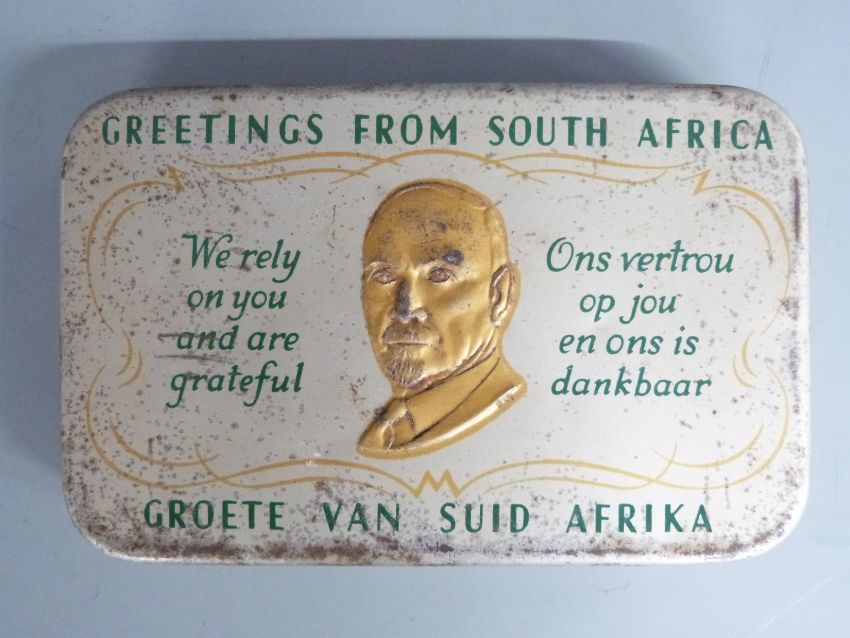 GREETINGS FROM SOUTH AFRICA
We rely
on you
and are
grateful
Ons vertrou
op jou
en ons is
dankbaar
GROETE VAN SUID AFRIKA